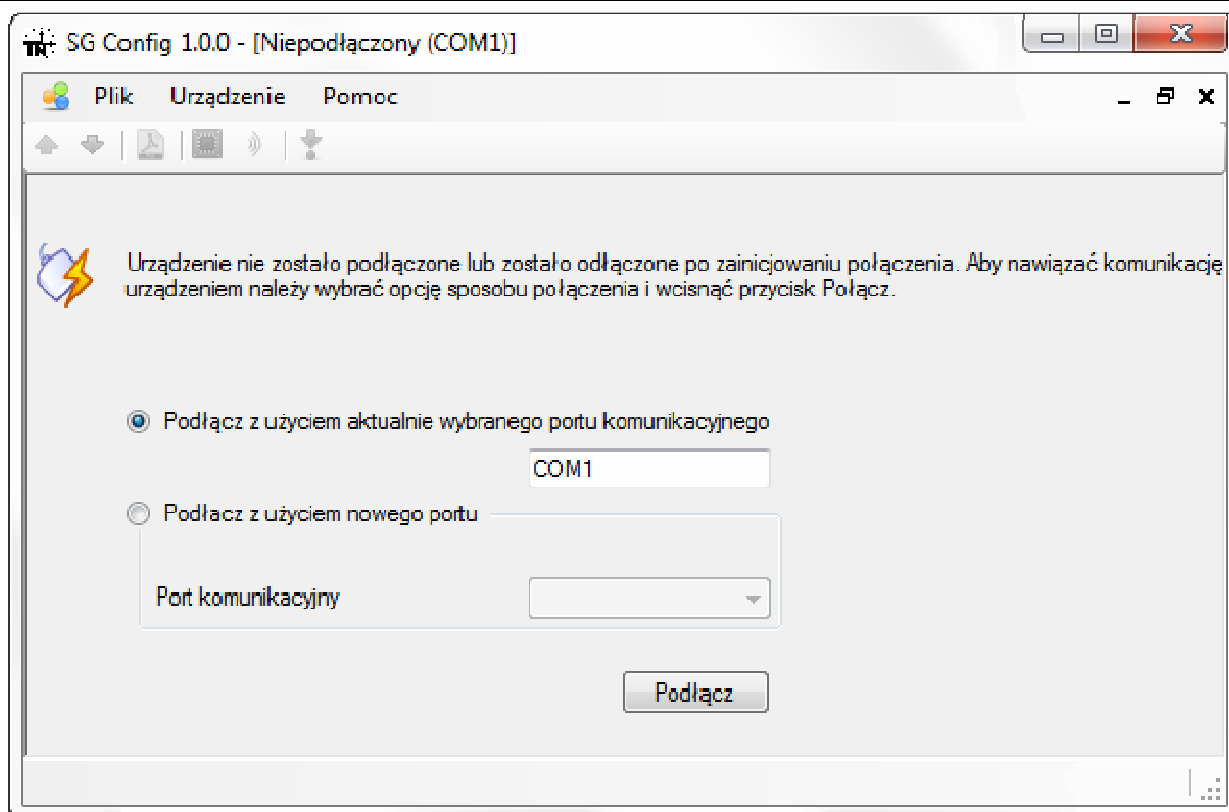 SG Config 1.0.0 - [Niepodłączony (COM1)]
Plik Urządzenie Pomoc
Urządzenie nie zostało podłączone lub zostało odłączone po zainicjowaniu połączenia. Aby nawiązać komunikację
urządzeniem należy wybrać opcję sposobu połączenia i wcisnąć przycisk Połącz.
Podłącz z użyciem aktualnie wybranego portu komunikacyjnego
COM1
Podłacz z użyciem nowego portu
Port komunikacyjny
Podłącz